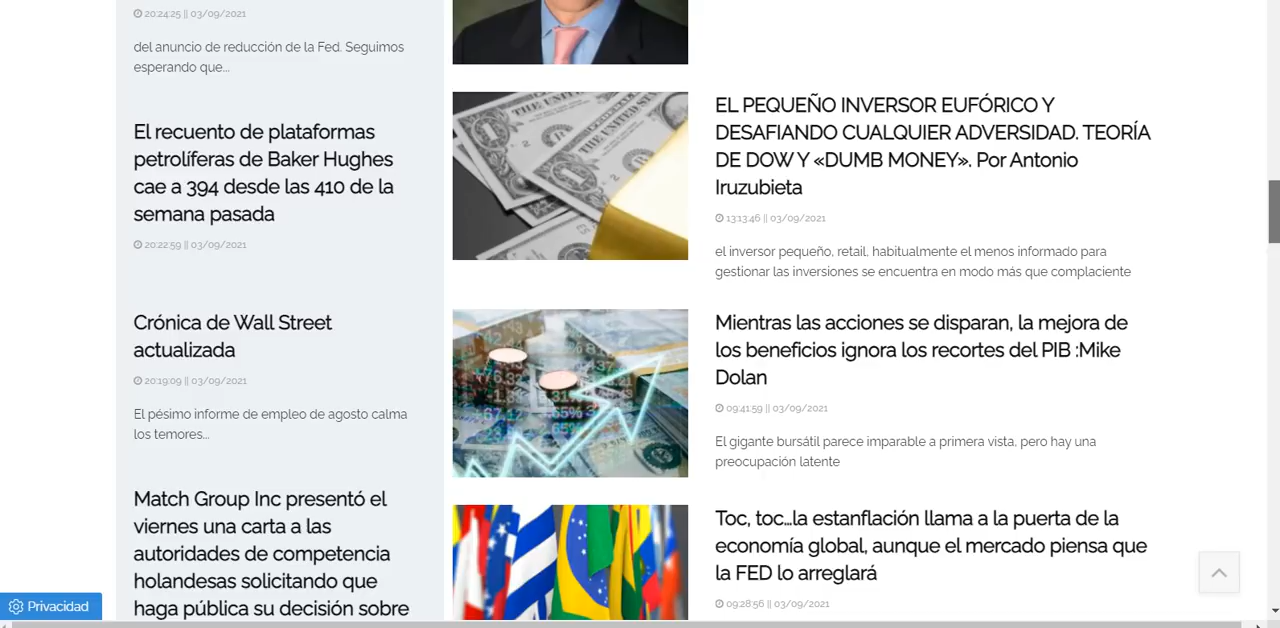 20:24:25 || 03/09/2021
del anuncio de reducción de la Fed. Seguimos
esperando que...
El recuento de plataformas
petrolíferas de Baker Hughes
cae a 394 desde las 410 de la
semana pasada
20:22:59 || 03/09/2021
Crónica de Wall Street
actualizada
20:19:09 || 03/09/2021
El pésimo informe de empleo de agosto calma
los temores...
Match Group Inc presentó el
viernes una carta a las
autoridades de competencia
holandesas solicitando que
haga pública su decisión sobre
EL PEQUEÑO INVERSOR EUFÓRICO Y
DESAFIANDO CUALQUIER ADVERSIDAD. TEORÍA
DE DOW Y «DUMB MONEY». Por Antonio
Iruzubieta
13:13:46 || 03/09/2021
el inversor pequeño, retail, habitualmente el menos informado para
gestionar las inversiones se encuentra en modo más que complaciente
Mientras las acciones se disparan, la mejora de
los beneficios ignora los recortes del PIB :Mike
Dolan
09:41:59 || 03/09/2021
El gigante bursátil parece imparable a primera vista, pero hay una
preocupación latente
Toc, toc...la estanflación llama a la puerta de la
economía global, aunque el mercado piensa que
la FED lo arreglará
09:28:56 || 03/09/2021
Privacidad